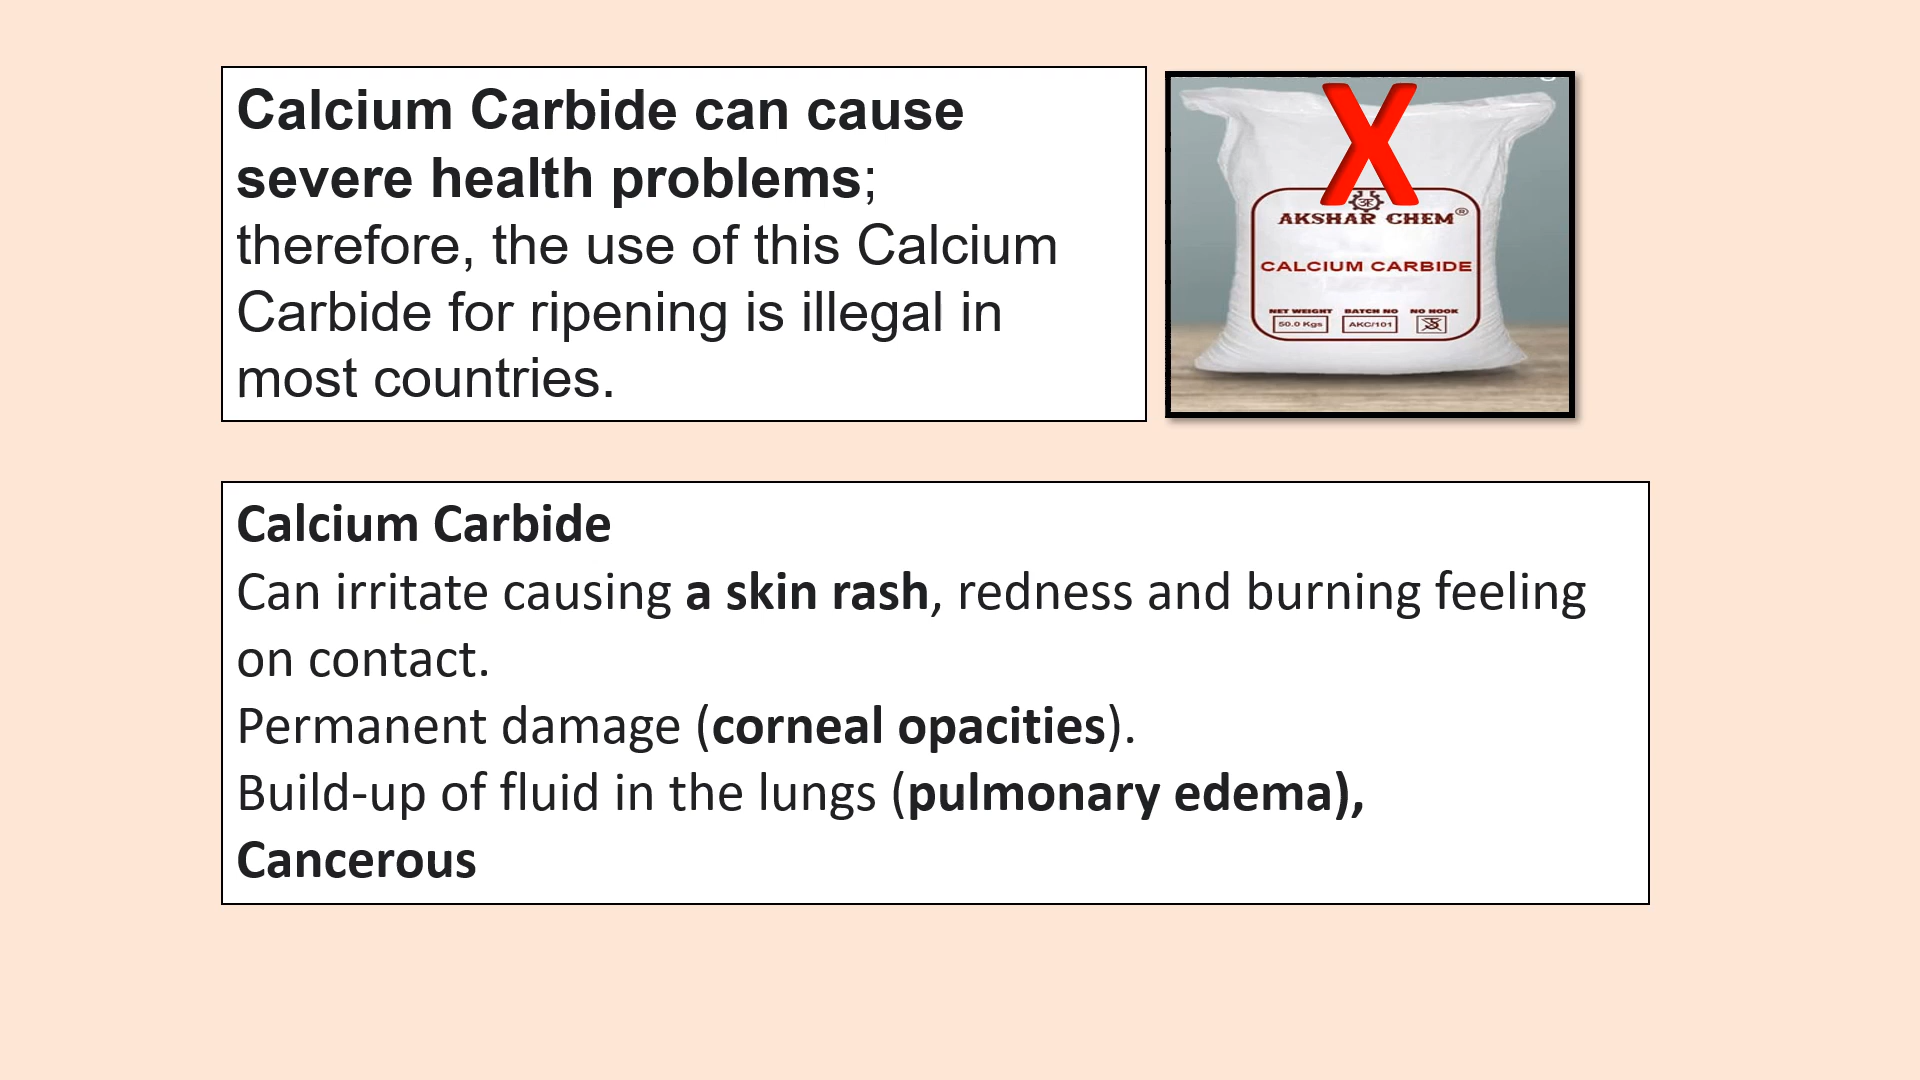 Calcium Carbide can cause
severe health problems;
therefore, the use of this Calcium
Carbide for ripening is illegal in
most countries.
X
AKSHAR CHEM®
CALCIUM CARBIDE
NET WEIGHT BATCH NO NO HOOK
50.0 Kgs AKC/101
Calcium Carbide
Can irritate causing a skin rash, redness and burning feeling
on contact.
Permanent damage (corneal opacities).
Build-up of fluid in the lungs (pulmonary edema),
Cancerous